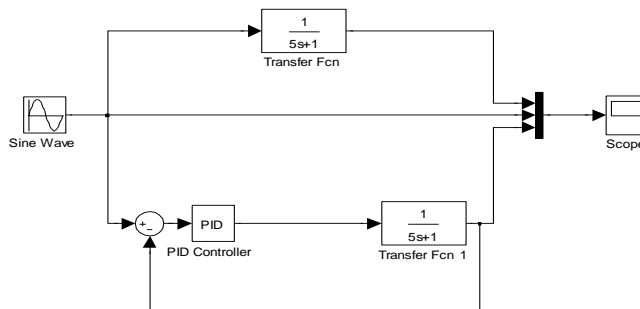 1
5s+1
Transfer Fcn
Sine Wave
Scope
+
-
PID
PID Controller
1
5s+1
Transfer Fcn 1